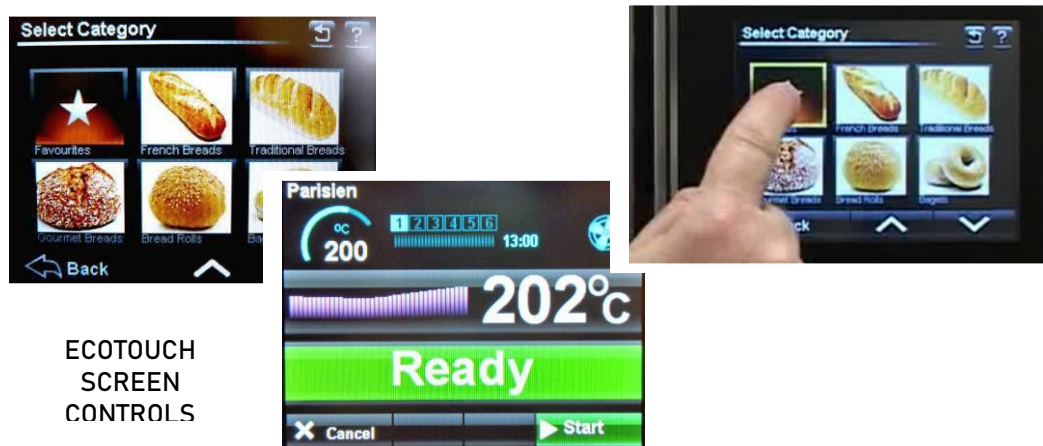 Select Category
?
Favourites
French Breads
Traditional Breads
Gourmet Breads
Bread Rolls
Back
Parisien
°C
200
1 2 3 4 5 6
13:00
202°C
Ready
X Cancel
Start
Select Category
?
French Breads
Traditional Breads
Bread Rolls
Bagels
ECOTOUCH
SCREEN
CONTROLS